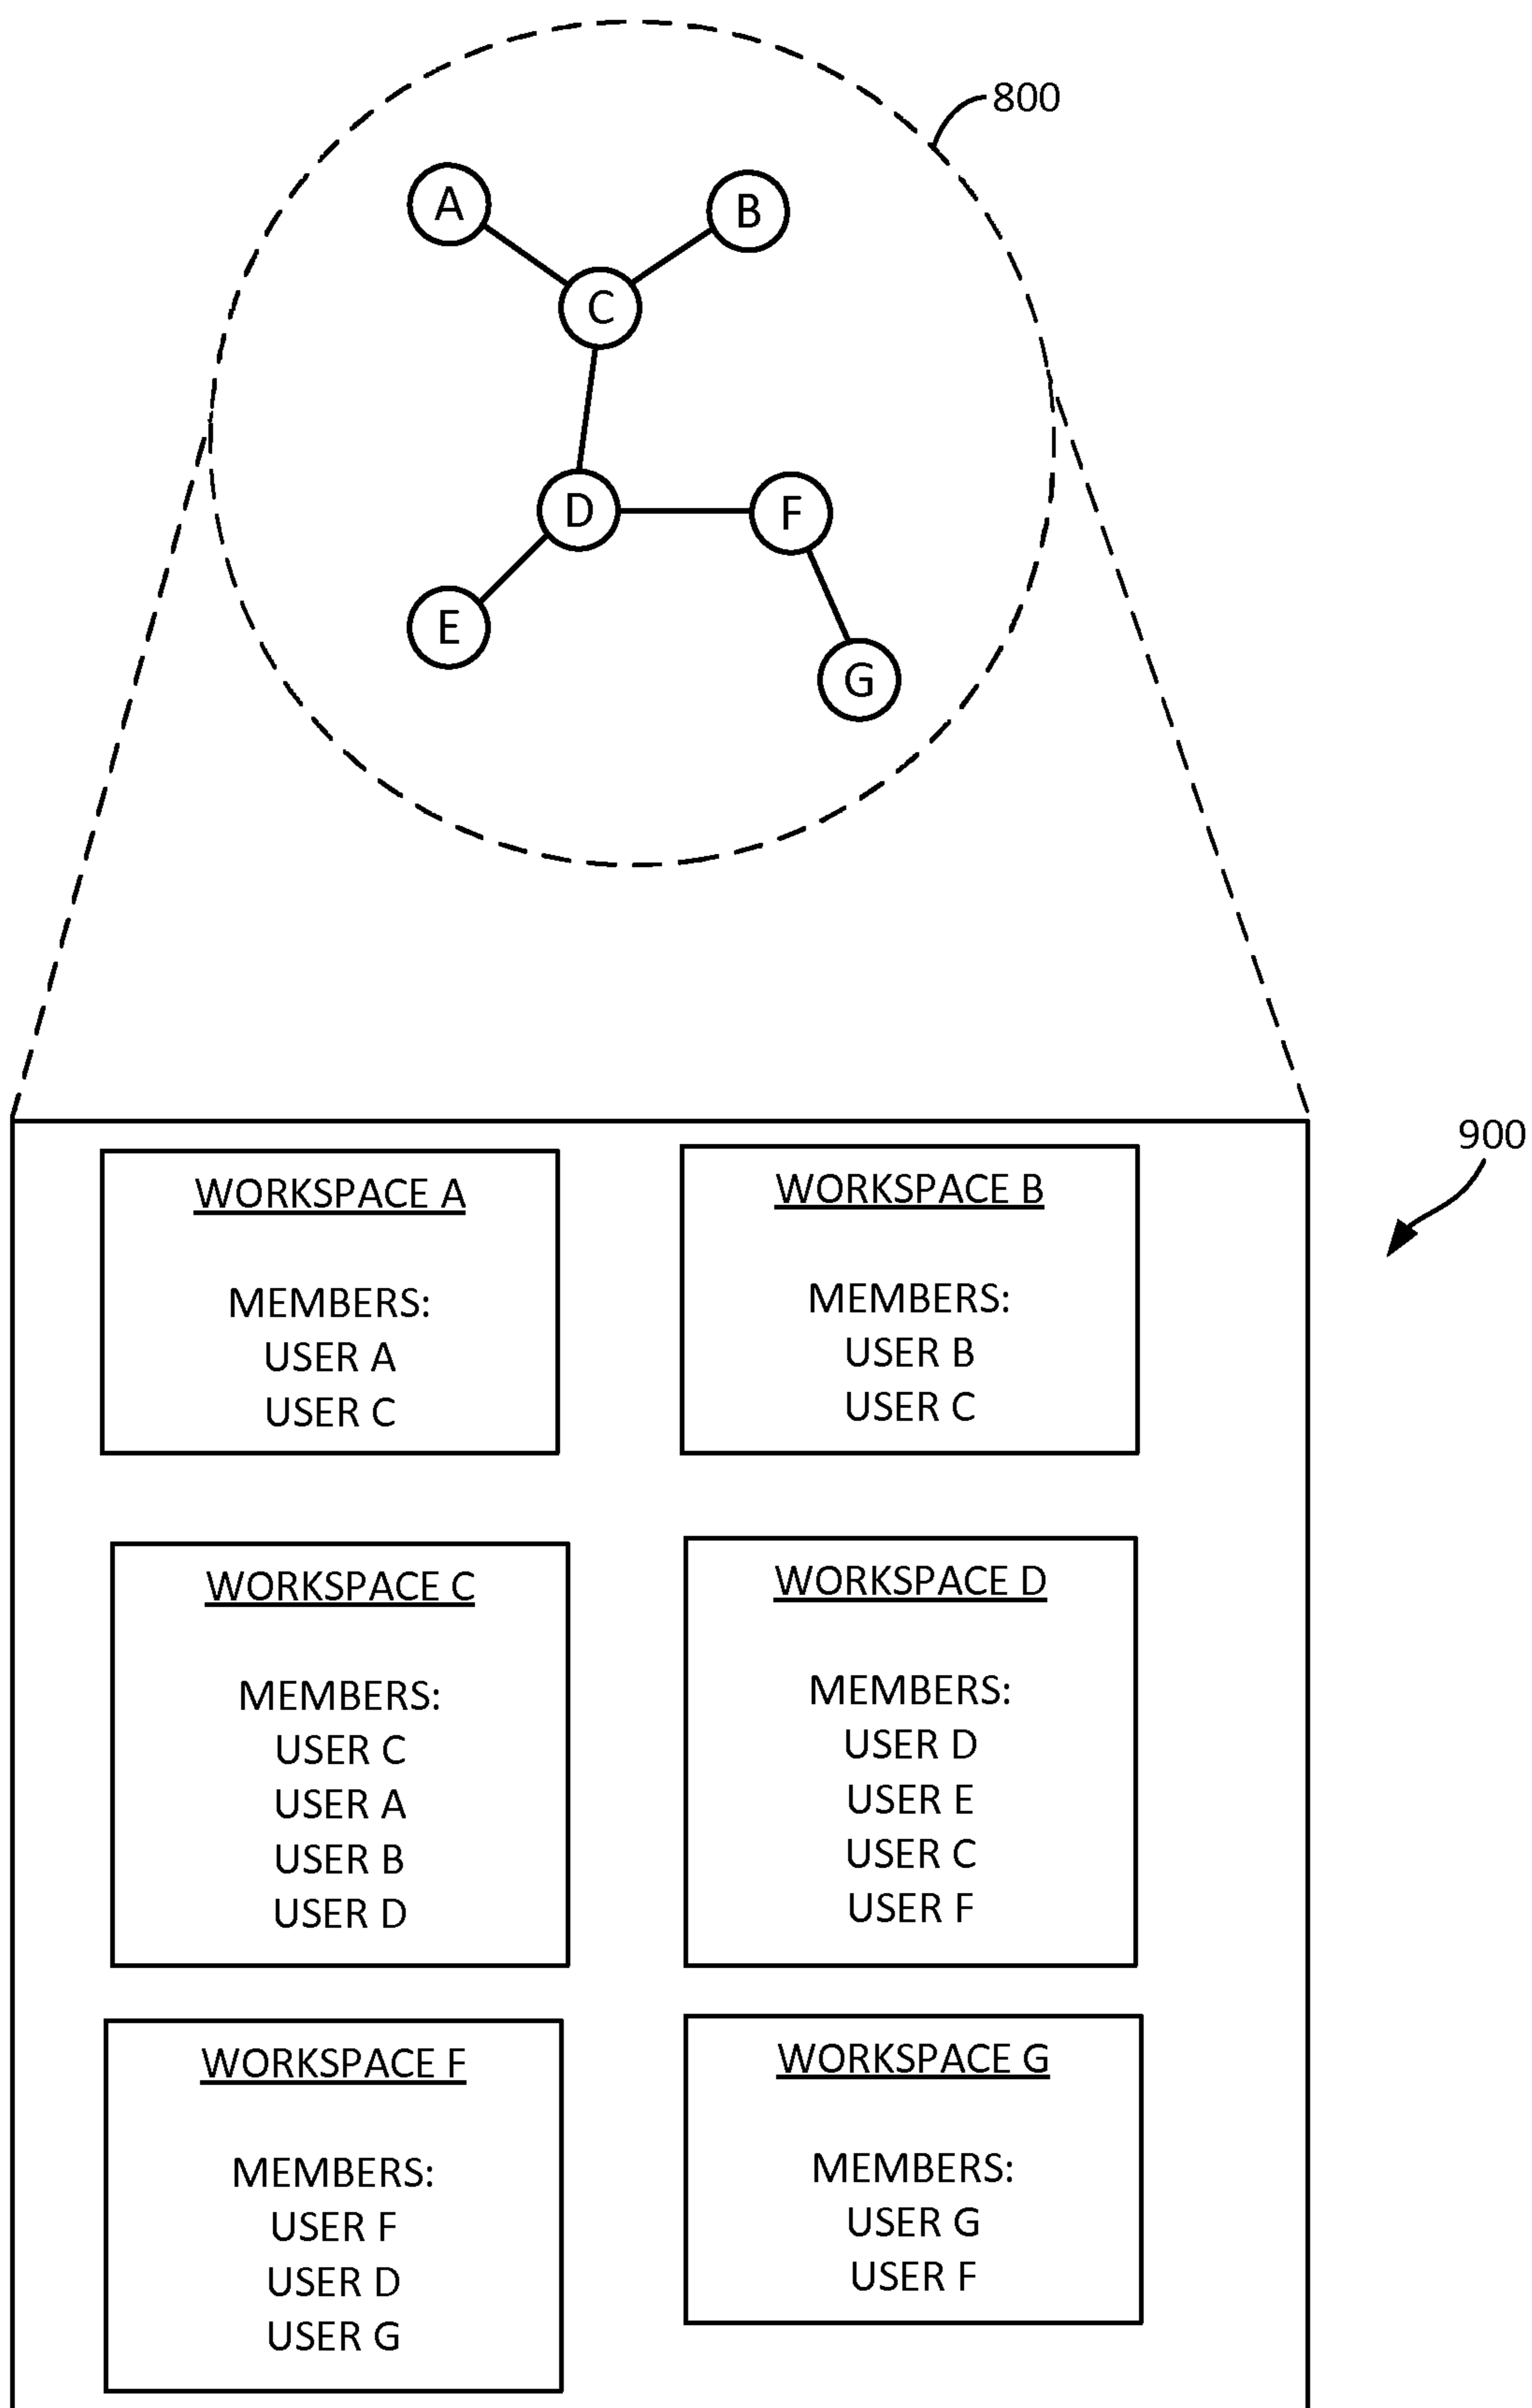 800
A
B
C
D
F
E
G
900
WORKSPACE A
MEMBERS:
USER A
USER C
WORKSPACE B
MEMBERS:
USER B
USER C
WORKSPACE C
MEMBERS:
USER C
USER A
USER B
USER D
WORKSPACE D
MEMBERS:
USER D
USER E
USER C
USER F
WORKSPACE F
MEMBERS:
USER F
USER D
USER G
WORKSPACE G
MEMBERS:
USER G
USER F